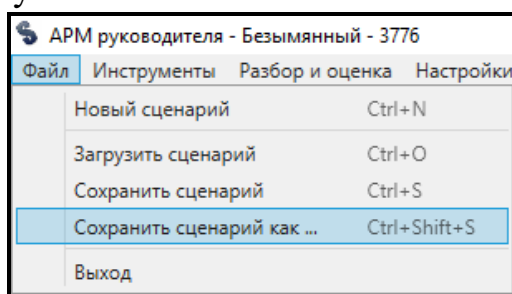 АРМ руководителя - Безымянный - 3776
Файл Инструменты Разбор и оценка Настройки
Новый сценарий Ctrl+N
Загрузить сценарий Ctrl+O
Сохранить сценарий Ctrl+S
Сохранить сценарий как ... Ctrl+Shift+S
Выход